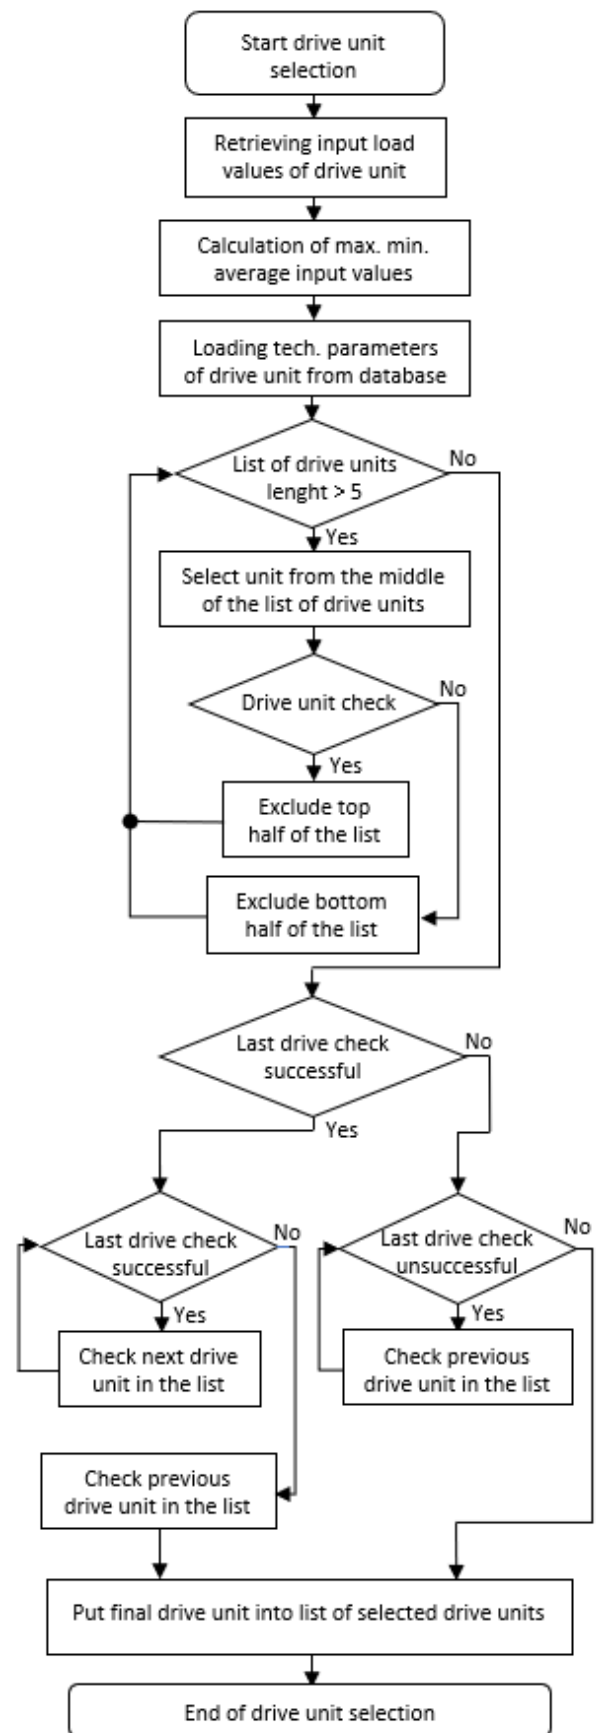 Start drive unit
selection
Retrieving input load
values of drive unit
Calculation of max. min.
average input values
Loading tech. parameters
of drive unit from database
List of drive units
lenght > 5
No
Yes
Select unit from the middle
of the list of drive units
Drive unit check
No
Yes
Exclude top
half of the list
Exclude bottom
half of the list
Last drive check
successful
No
Yes
Last drive check
successful
No
Yes
Check next drive
unit in the list
Last drive check
unsuccessful
No
Yes
Check previous
drive unit in the list
Check previous
drive unit in the list
Put final drive unit into list of selected drive units
End of drive unit selection